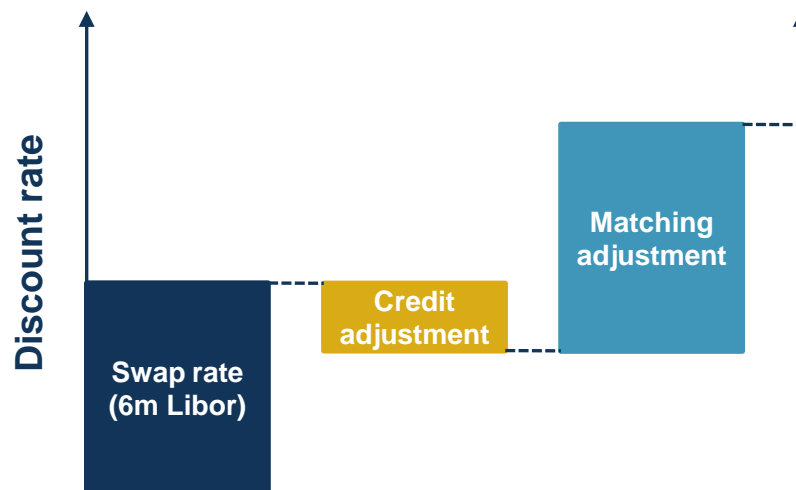 Discount rate
Swap rate
(6m Libor)
Credit
adjustment
Matching
adjustment